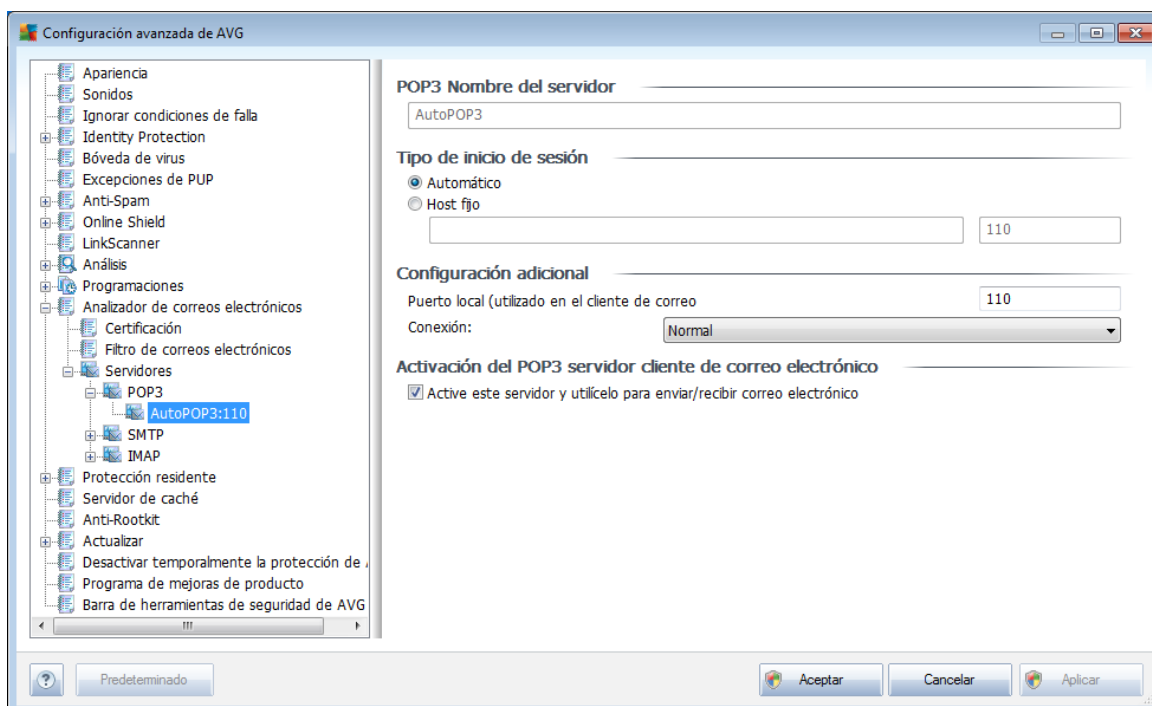 Configuración avanzada de AVG
Apariencia
Sonidos
Ignorar condiciones de falla
Identity Protection
Bóveda de virus
Excepciones de PUP
Anti-Spam
Online Shield
LinkScanner
Análisis
Programaciones
Analizador de correos electrónicos
Certificación
Filtro de correos electrónicos
Servidores
POP3
AutoPOP3:110
SMTP
IMAP
Protección residente
Servidor de caché
Anti-Rootkit
Actualizar
Desactivar temporalmente la protección de
Programa de mejoras de producto
Barra de herramientas de seguridad de AVG
POP3 Nombre del servidor
AutoPOP3
Tipo de inicio de sesión
Automático
Host fijo
110
Configuración adicional
Puerto local (utilizado en el cliente de correo
110
Conexión:
Normal
Activación del POP3 servidor cliente de correo electrónico
Active este servidor y utilícelo para enviar/recibir correo electrónico
?
Predeterminado
Aceptar
Cancelar
Aplicar